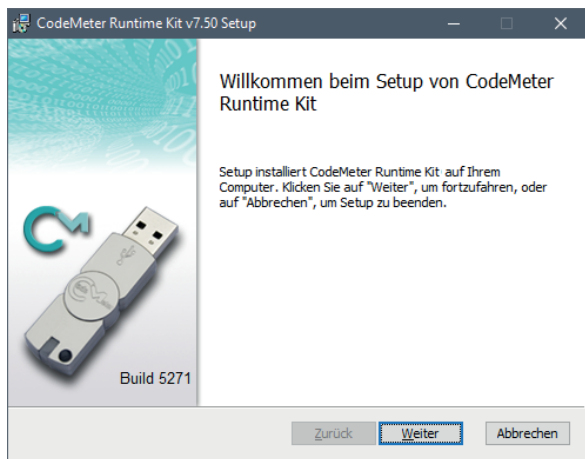 CodeMeter Runtime Kit v7.50 Setup
Willkommen beim Setup von CodeMeter
Runtime Kit
Setup installiert CodeMeter Runtime Kit auf Ihrem
Computer. Klicken Sie auf "Weiter", um fortzufahren, oder
auf "Abbrechen", um Setup zu beenden.
CM
Build 5271
Zurück
Weiter
Abbrechen